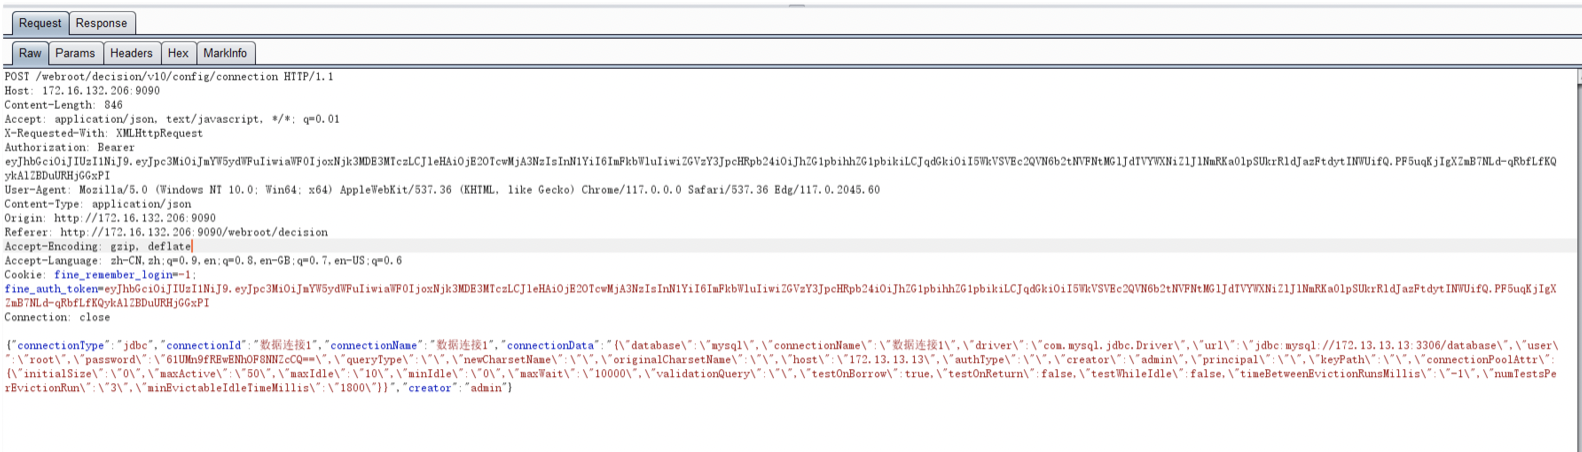 Request Response
Raw Params Headers Hex MarkInfo
POST /webroot/decision/v10/config/connection HTTP/1.1
Host: 172.16.132.206:9090
Content-Length: 846
Accept: application/json, text/javascript, */*; q=0.01
X-Requested-With: XMLHttpRequest
Authorization: Bearer
User-Agent: Mozilla/5.0 (Windows NT 10.0; Win64; x64) AppleWebKit/537.36 (KHTML, like Gecko) Chrome/117.0.0.0 Safari/537.36 Edg/117.0.2045.60
Content-Type: application/json
Origin: http://172.16.132.206:9090
Referer: http://172.16.132.206:9090/webroot/decision
Accept-Encoding: gzip, deflate
Accept-Language: zh-CN,zh;q=0.9,en;q=0.8,en-GB;q=0.7,en-US;q=0.6
Cookie: fine_remember_login=-1;
Connection: close
{"connectionType":"jdbc","connectionId":"数据连接1","connectionName":"数据连接1","connectionData":"{\"database\":\"mysql\",\"connectionName\":\"数据连接1\",\"driver\":\"com.mysql.jdbc.Driver\",\"url\":\"jdbc:mysql://172.13.13.13:3306/database\",\"user\
":\"root\",\"password\":\"61UMn9fREwENhOF8NNZcCQ==\",\"queryType\":\"\",\"newCharsetName\":\"\",\"originalCharsetName\":\"\",\"host\":\"172.13.13.13\",\"authType\":\"\",\"creator\":\"admin\",\"principal\":\"\",\"keyPath\":\"\",\"connectionPoolAttr\":
{\"initialSize\":\"0\",\"maxActive\":\"50\",\"maxIdle\":\"10\",\"minIdle\":\"0\",\"maxWait\":\"10000\",\"validationQuery\":\"\",\"testOnBorrow\":true,\"testOnReturn\":false,\"testWhileIdle\":false,\"timeBetweenEvictionRunsMillis\":\"-1\",\"numTestsPe
rEvictionRun\":\"3\",\"minEvictableIdleTimeMillis\":\"1800\"}}","creator":"admin"}